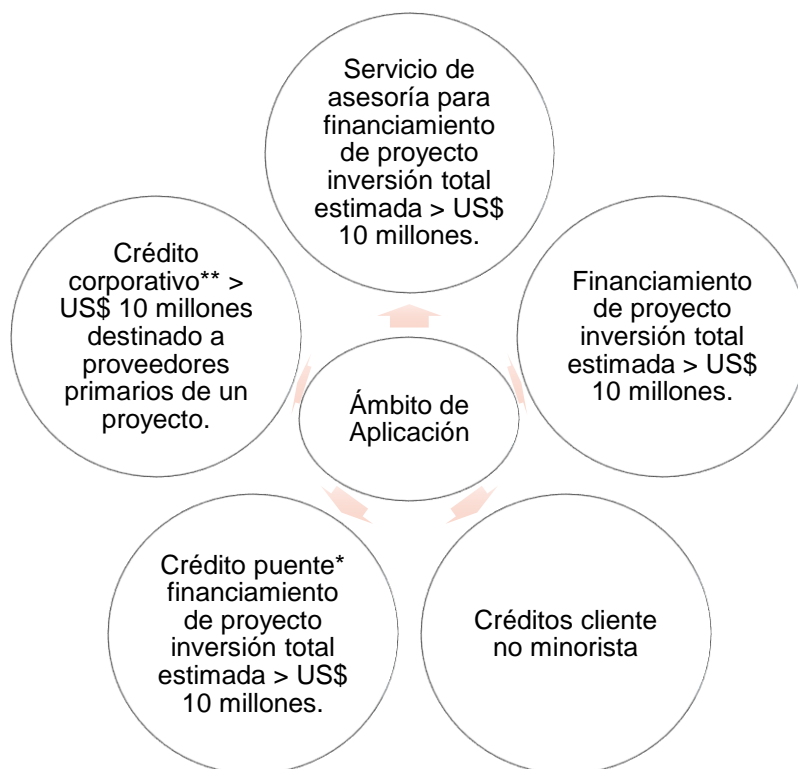 Servicio de
asesoría para
financiamiento
de proyecto
inversión total
estimada > US$
10 millones.
Crédito
corporativo** >
US$ 10 millones
destinado a
proveedores
primarios de un
proyecto.
Financiamiento
de proyecto
inversión total
estimada > US$
10 millones.
Ámbito de
Aplicación
Crédito puente*
financiamiento
de proyecto
inversión total
estimada > US$
10 millones.
Créditos cliente
no minorista